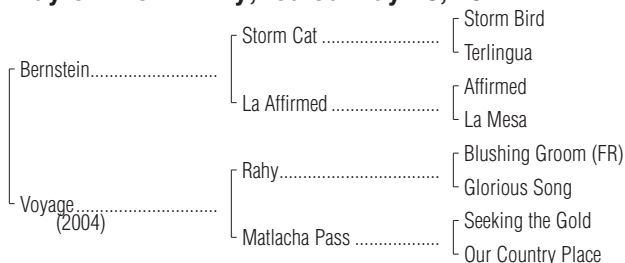 Storm Bird
Storm Cat ........................
Terlingua
Bernstein..........................
Affirmed
La Affirmed ......................
La Mesa
Blushing Groom (FR)
Rahy.................................
Glorious Song
Voyage.............................
(2004)
Seeking the Gold
Matlacha Pass .................
Our Country Place